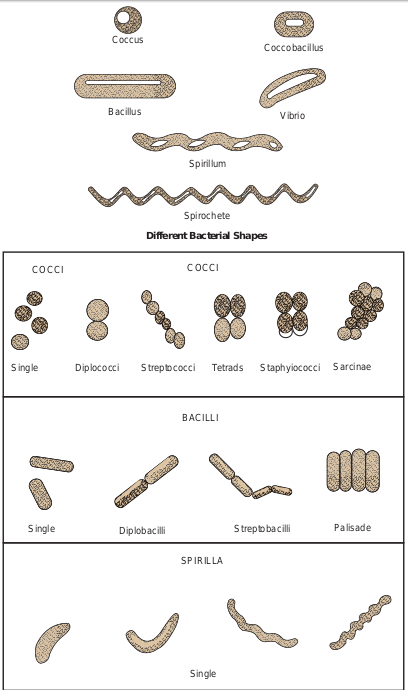 Coccus
Coccobacillus
Bacillus
Vibrio
Spirillum
Spirochete
Different Bacterial Shapes
COCCI
COCCI
Single
Diplococci
Streptococci
Tetrads
Staphyiococci
Sarcinae
BACILLI
Single
Diplobacilli
Streptobacilli
Palisade
SPIRILLA
Single